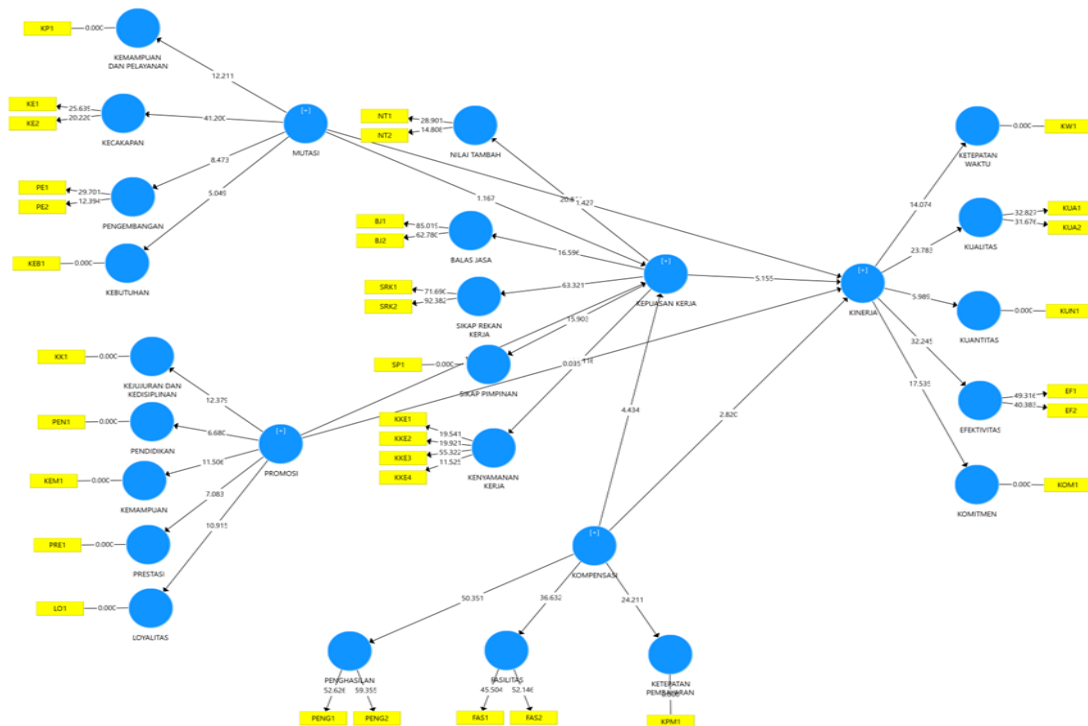 KP1
0.000
KEMAMPUAN
DAN PELAYANAN
12.211
KE1
25.635
KE2
20.220
KECAKAPAN
41.200
[+]
MUTASI
8.473
5.045
PE1
29.701
PE2
12.394
PENGEMBANGAN
KEB1
0.000
KEBUTUHAN
NT1
28.901
NT2
14.806
NILAI TAMBAH
1.167
1.427
BJ1
85.015
BJ2
62.780
BALAS JASA
16.596
[+]
KEPUASAN KERJA
5.155
SRK1
71.690
SRK2
92.382
SIKAP REKAN
KERJA
63.321
15.902
SP1
0.000
SIKAP PIMPINAN
0.035
KKE1
19.541
KKE2
19.921
KKE3
55.322
KKE4
11.525
KENYAMANAN
KERJA
4.434
2.820
KK1
0.000
KEJUJURAN DAN
KEDISIPLINAN
12.379
PEN1
0.000
PENDIDIKAN
6.680
[+]
PROMOSI
KEM1
0.000
KEMAMPUAN
11.506
PRE1
0.000
PRESTASI
7.083
LO1
0.000
LOYALITAS
10.915
KETEPATAN
WAKTU
0.000
KW1
14.074
KUALITAS
32.827
KUA1
31.676
KUA2
23.783
[+]
KINERJA
5.985
KUANTITAS
0.000
KUN1
32.245
EFEKTIVITAS
49.316
EF1
40.383
EF2
17.535
KOMITMEN
0.000
KOM1
[+]
KOMPENSASI
50.351
36.632
24.211
PENGHASILAN
52.626
59.355
PENG1
PENG2
FASILITAS
45.504
52.146
FAS1
FAS2
KETEPATAN
PEMBAYARAN
KPM1